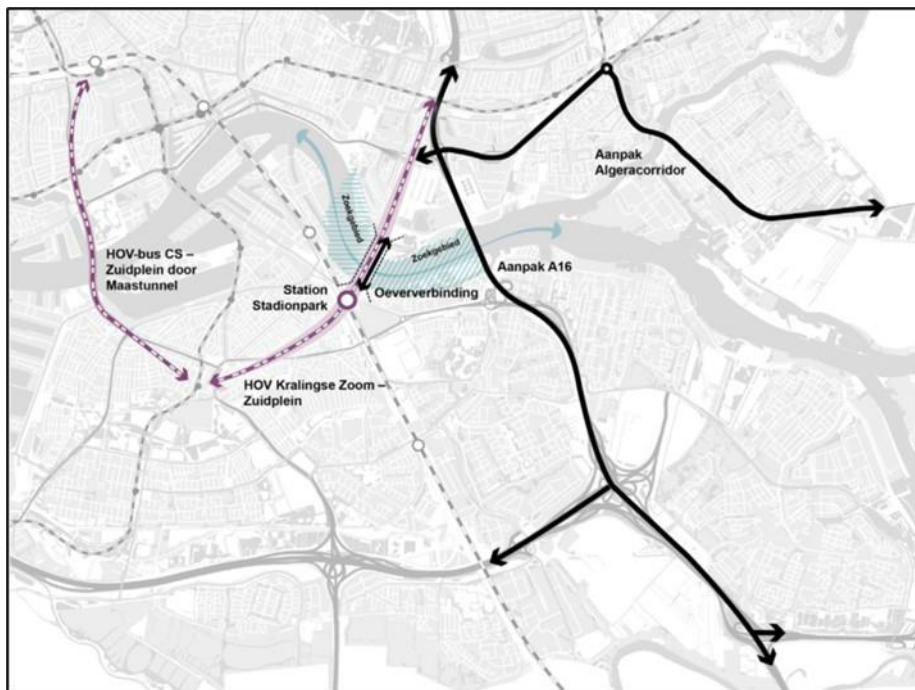 Aanpak
Algeracorridor
Zoekgebied
Zoekgebied
HOV-bus CS –
Zuidplein door
Maastunnel
Station
Stadionpark
Oeververbinding
Aanpak A16
HOV Kralingse Zoom –
Zuidplein